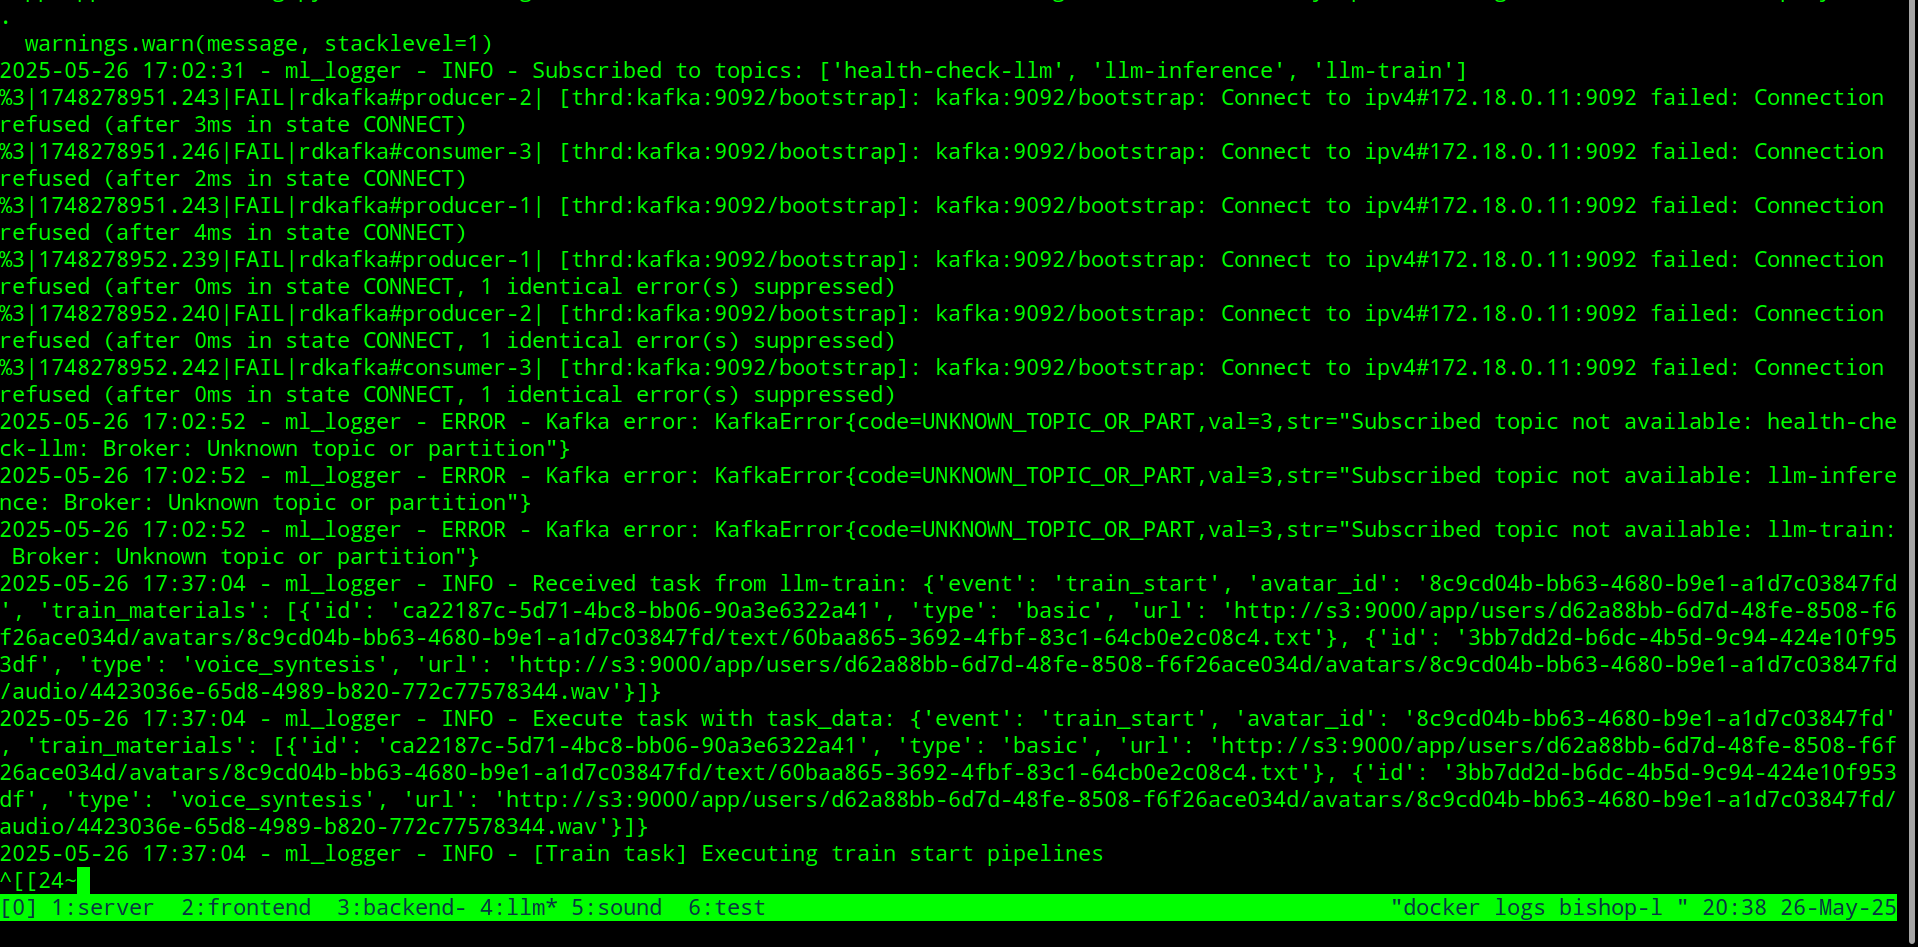 .
  warnings.warn(message, stacklevel=1)
2025-05-26 17:02:31 - ml_logger - INFO - Subscribed to topics: ['health-check-llm', 'llm-inference', 'llm-train']
%3|1748278951.243|FAIL|rdkafka#producer-2| [thrd:kafka:9092/bootstrap]: kafka:9092/bootstrap: Connect to ipv4#172.18.0.11:9092 failed: Connection
refused (after 3ms in state CONNECT)
%3|1748278951.246|FAIL|rdkafka#consumer-3| [thrd:kafka:9092/bootstrap]: kafka:9092/bootstrap: Connect to ipv4#172.18.0.11:9092 failed: Connection
refused (after 2ms in state CONNECT)
%3|1748278951.243|FAIL|rdkafka#producer-1| [thrd:kafka:9092/bootstrap]: kafka:9092/bootstrap: Connect to ipv4#172.18.0.11:9092 failed: Connection
refused (after 4ms in state CONNECT)
%3|1748278952.239|FAIL|rdkafka#producer-1| [thrd:kafka:9092/bootstrap]: kafka:9092/bootstrap: Connect to ipv4#172.18.0.11:9092 failed: Connection
refused (after 0ms in state CONNECT, 1 identical error(s) suppressed)
%3|1748278952.240|FAIL|rdkafka#producer-2| [thrd:kafka:9092/bootstrap]: kafka:9092/bootstrap: Connect to ipv4#172.18.0.11:9092 failed: Connection
refused (after 0ms in state CONNECT, 1 identical error(s) suppressed)
%3|1748278952.242|FAIL|rdkafka#consumer-3| [thrd:kafka:9092/bootstrap]: kafka:9092/bootstrap: Connect to ipv4#172.18.0.11:9092 failed: Connection
refused (after 0ms in state CONNECT, 1 identical error(s) suppressed)
2025-05-26 17:02:52 - ml_logger - ERROR - Kafka error: KafkaError{code=UNKNOWN_TOPIC_OR_PART,val=3,str="Subscribed topic not available: health-che
ck-llm: Broker: Unknown topic or partition"}
2025-05-26 17:02:52 - ml_logger - ERROR - Kafka error: KafkaError{code=UNKNOWN_TOPIC_OR_PART,val=3,str="Subscribed topic not available: llm-infere
nce: Broker: Unknown topic or partition"}
2025-05-26 17:02:52 - ml_logger - ERROR - Kafka error: KafkaError{code=UNKNOWN_TOPIC_OR_PART,val=3,str="Subscribed topic not available: llm-train:
 Broker: Unknown topic or partition"}
2025-05-26 17:37:04 - ml_logger - INFO - Received task from llm-train: {'event': 'train_start', 'avatar_id': '8c9cd04b-bb63-4680-b9e1-a1d7c03847fd
', 'train_materials': [{'id': 'ca22187c-5d71-4bc8-bb06-90a3e6322a41', 'type': 'basic', 'url': 'http://s3:9000/app/users/d62a88bb-6d7d-48fe-8508-f6
f26ace034d/avatars/8c9cd04b-bb63-4680-b9e1-a1d7c03847fd/text/60baa865-3692-4fbf-83c1-64cb0e2c08c4.txt'}, {'id': '3bb7dd2d-b6dc-4b5d-9c94-424e10f95
3df', 'type': 'voice_syntesis', 'url': 'http://s3:9000/app/users/d62a88bb-6d7d-48fe-8508-f6f26ace034d/avatars/8c9cd04b-bb63-4680-b9e1-a1d7c03847fd
/audio/4423036e-65d8-4989-b820-772c77578344.wav'}]}
2025-05-26 17:37:04 - ml_logger - INFO - Execute task with task_data: {'event': 'train_start', 'avatar_id': '8c9cd04b-bb63-4680-b9e1-a1d7c03847fd'
, 'train_materials': [{'id': 'ca22187c-5d71-4bc8-bb06-90a3e6322a41', 'type': 'basic', 'url': 'http://s3:9000/app/users/d62a88bb-6d7d-48fe-8508-f6f
26ace034d/avatars/8c9cd04b-bb63-4680-b9e1-a1d7c03847fd/text/60baa865-3692-4fbf-83c1-64cb0e2c08c4.txt'}, {'id': '3bb7dd2d-b6dc-4b5d-9c94-424e10f953
df', 'type': 'voice_syntesis', 'url': 'http://s3:9000/app/users/d62a88bb-6d7d-48fe-8508-f6f26ace034d/avatars/8c9cd04b-bb63-4680-b9e1-a1d7c03847fd/
audio/4423036e-65d8-4989-b820-772c77578344.wav'}]}
2025-05-26 17:37:04 - ml_logger - INFO - [Train task] Executing train start pipelines
^[[24~
[0] 1:server  2:frontend  3:backend- 4:llm* 5:sound  6:test "docker logs bishop-l " 20:38 26-May-25